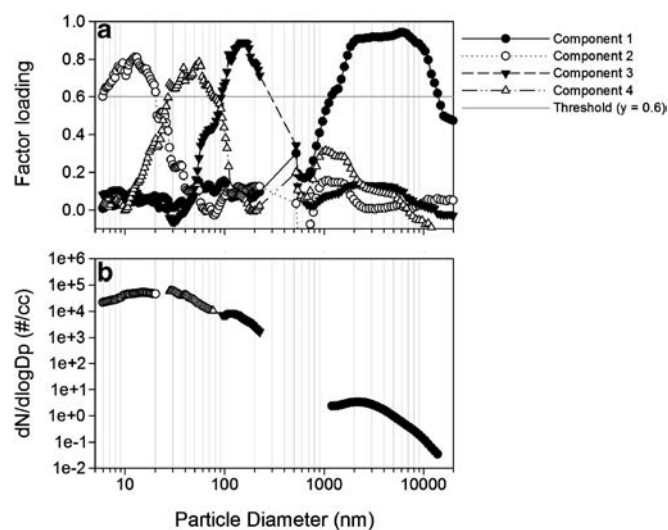 a
1.0
0.8
0.6
0.4
0.2
0.0
Factor loading
Component 1
Component 2
Component 3
Component 4
Threshold (y = 0.6)
b
1e+6
1e+5
1e+4
1e+3
1e+2
1e+1
1e+0
1e-1
1e-2
dN/dlogDp (#/cc)
10
100
1000
10000
Particle Diameter (nm)